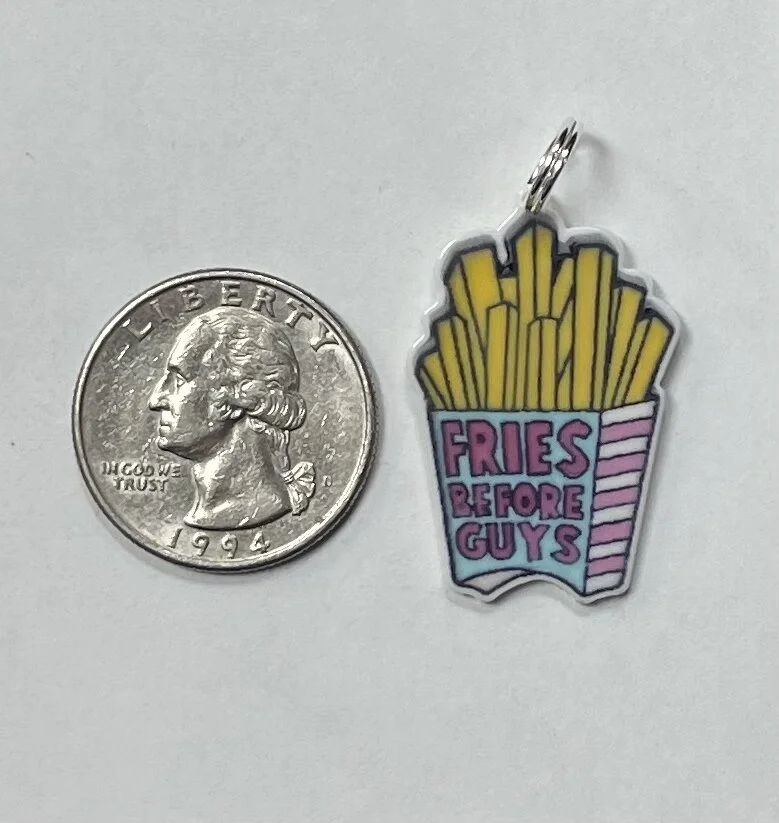 LIBERTY
IN GOD WE
TRUST
1994
FRIES
BEFORE
GUYS